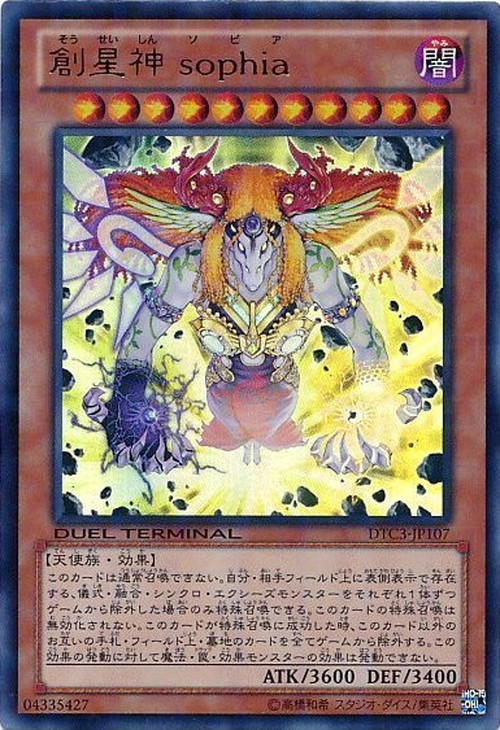 そうせいしん ソピア
創星神 sophia
やみ
闇
DUEL TERMINAL
DTC3-JP107
【天使族・効果】
このカードは通常召喚できない。自分・相手フィールド上に表側表示で存在
する、儀式・融合・シンクロ・エクシーズモンスターをそれぞれ1体ずつ
ゲームから除外した場合のみ特殊召喚できる。このカードの特殊召喚は
無効化されない。このカードが特殊召喚に成功した時、このカード以外の
お互いの手札・フィールド上・墓地のカードを全てゲームから除外する。この
効果の発動に対して魔法・罠・効果モンスターの効果は発動できない。
ATK/3600 DEF/3400
04335427
©高橋和希 スタジオ・ダイス/集英社